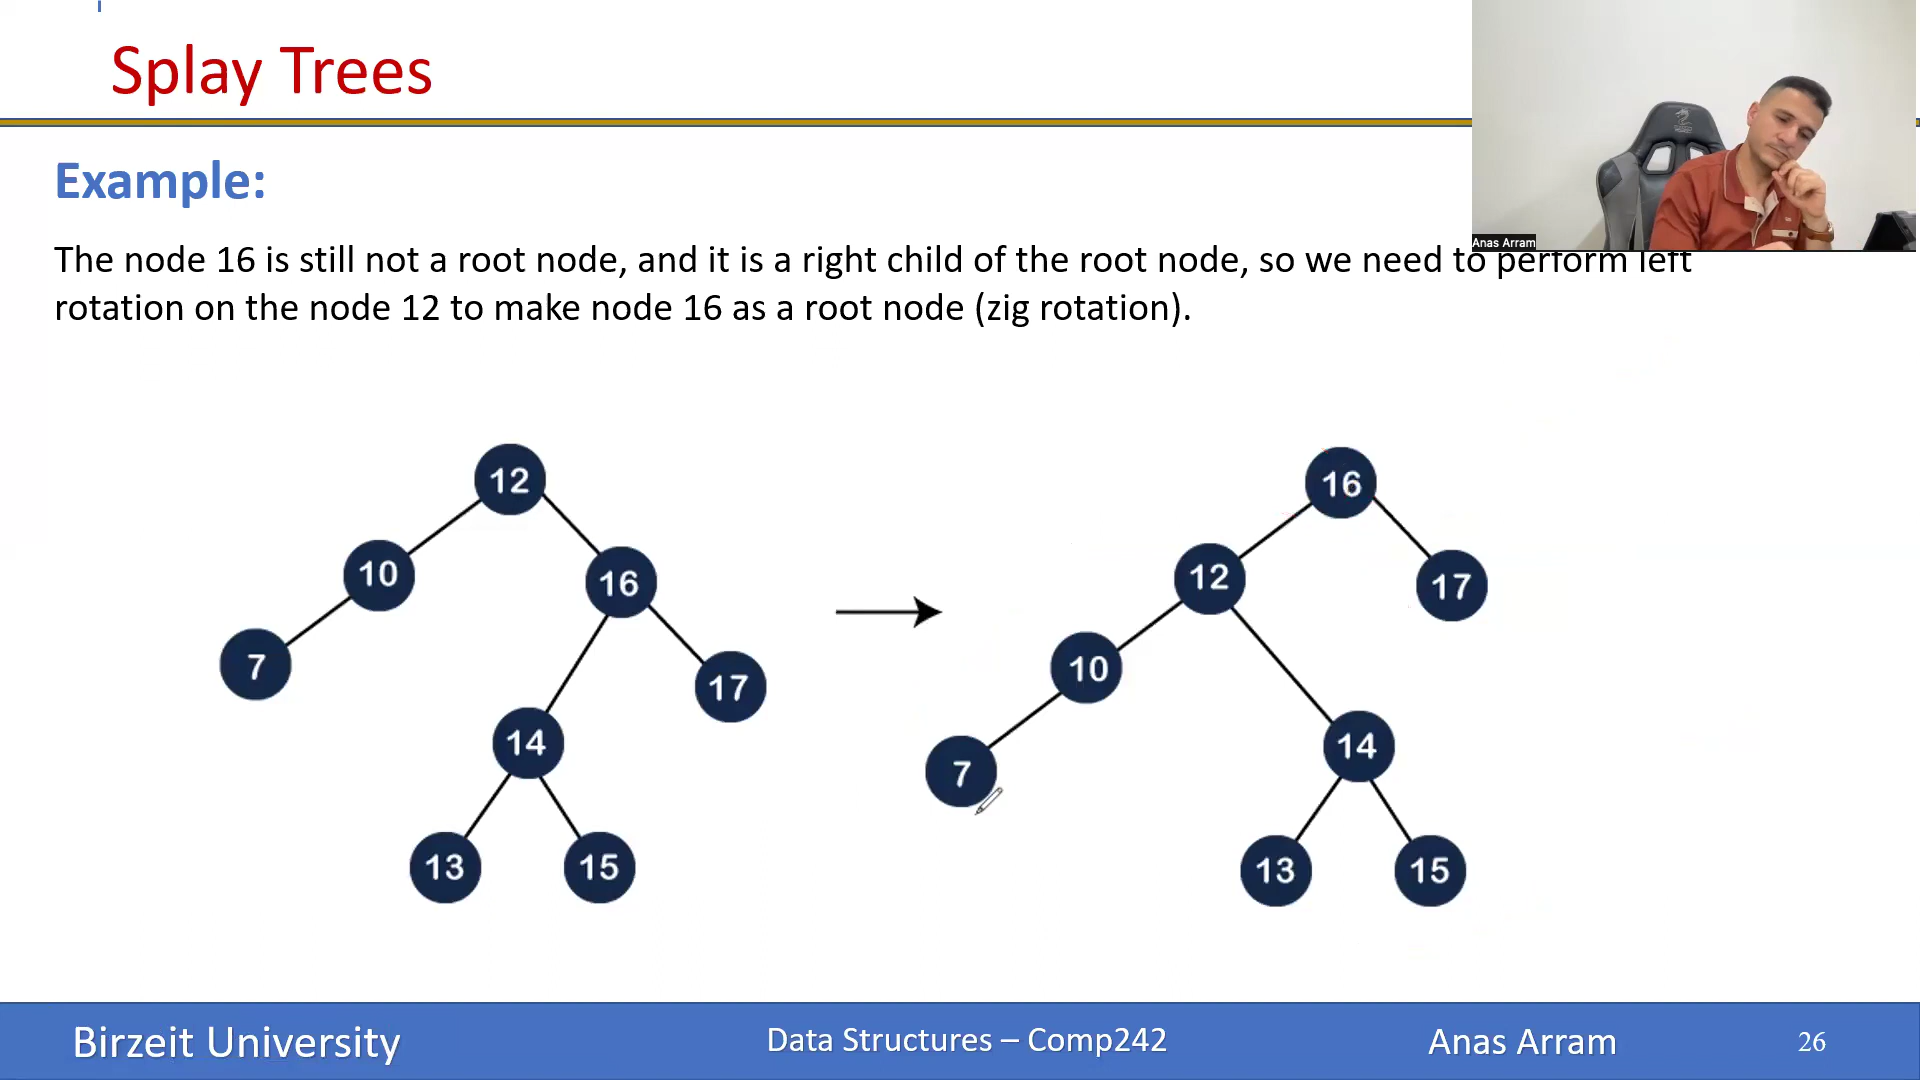 Splay Trees
Anas Arram
Example:
The node 16 is still not a root node, and it is a right child of the root node, so we need to perform left
rotation on the node 12 to make node 16 as a root node (zig rotation).
12
10
16
7
17
14
13
15
16
12
17
10
14
7
13
15
Birzeit University
Data Structures – Comp242
Anas Arram
26